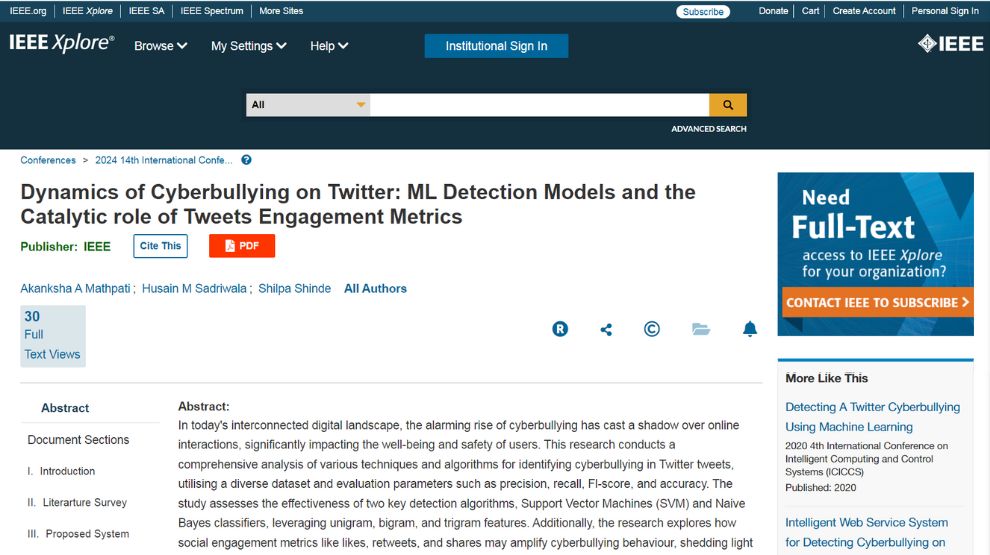 IEEE.org IEEE Xplore IEEE SA IEEE Spectrum More Sites Subscribe Donate Cart Create Account Personal Sign In
IEEE Xplore® Browse My Settings Help Institutional Sign In IEEE
All
ADVANCED SEARCH
Conferences > 2024 14th International Confe... ?
Dynamics of Cyberbullying on Twitter: ML Detection Models and the
Catalytic role of Tweets Engagement Metrics
Publisher: IEEE Cite This PDF
Akanksha A Mathpati ; Husain M Sadriwala ; Shilpa Shinde All Authors
30
Full
Text Views
R ©
Need
Full-Text
access to IEEE Xplore
for your organization?
CONTACT IEEE TO SUBSCRIBE >
Abstract
Document Sections
I. Introduction
II. Literarture Survey
III. Proposed System
Abstract:
In today's interconnected digital landscape, the alarming rise of cyberbullying has cast a shadow over online
interactions, significantly impacting the well-being and safety of users. This research conducts a
comprehensive analysis of various techniques and algorithms for identifying cyberbullying in Twitter tweets,
utilising a diverse dataset and evaluation parameters such as precision, recall, FI-score, and accuracy. The
study assesses the effectiveness of two key detection algorithms, Support Vector Machines (SVM) and Naive
Bayes classifiers, leveraging unigram, bigram, and trigram features. Additionally, the research explores how
social engagement metrics like likes, retweets, and shares may amplify cyberbullying behaviour, shedding light
More Like This
Detecting A Twitter Cyberbullying
Using Machine Learning
2020 4th International Conference on
Intelligent Computing and Control
Systems (ICICCS)
Published: 2020
Intelligent Web Service System
for Detecting Cyberbullying on